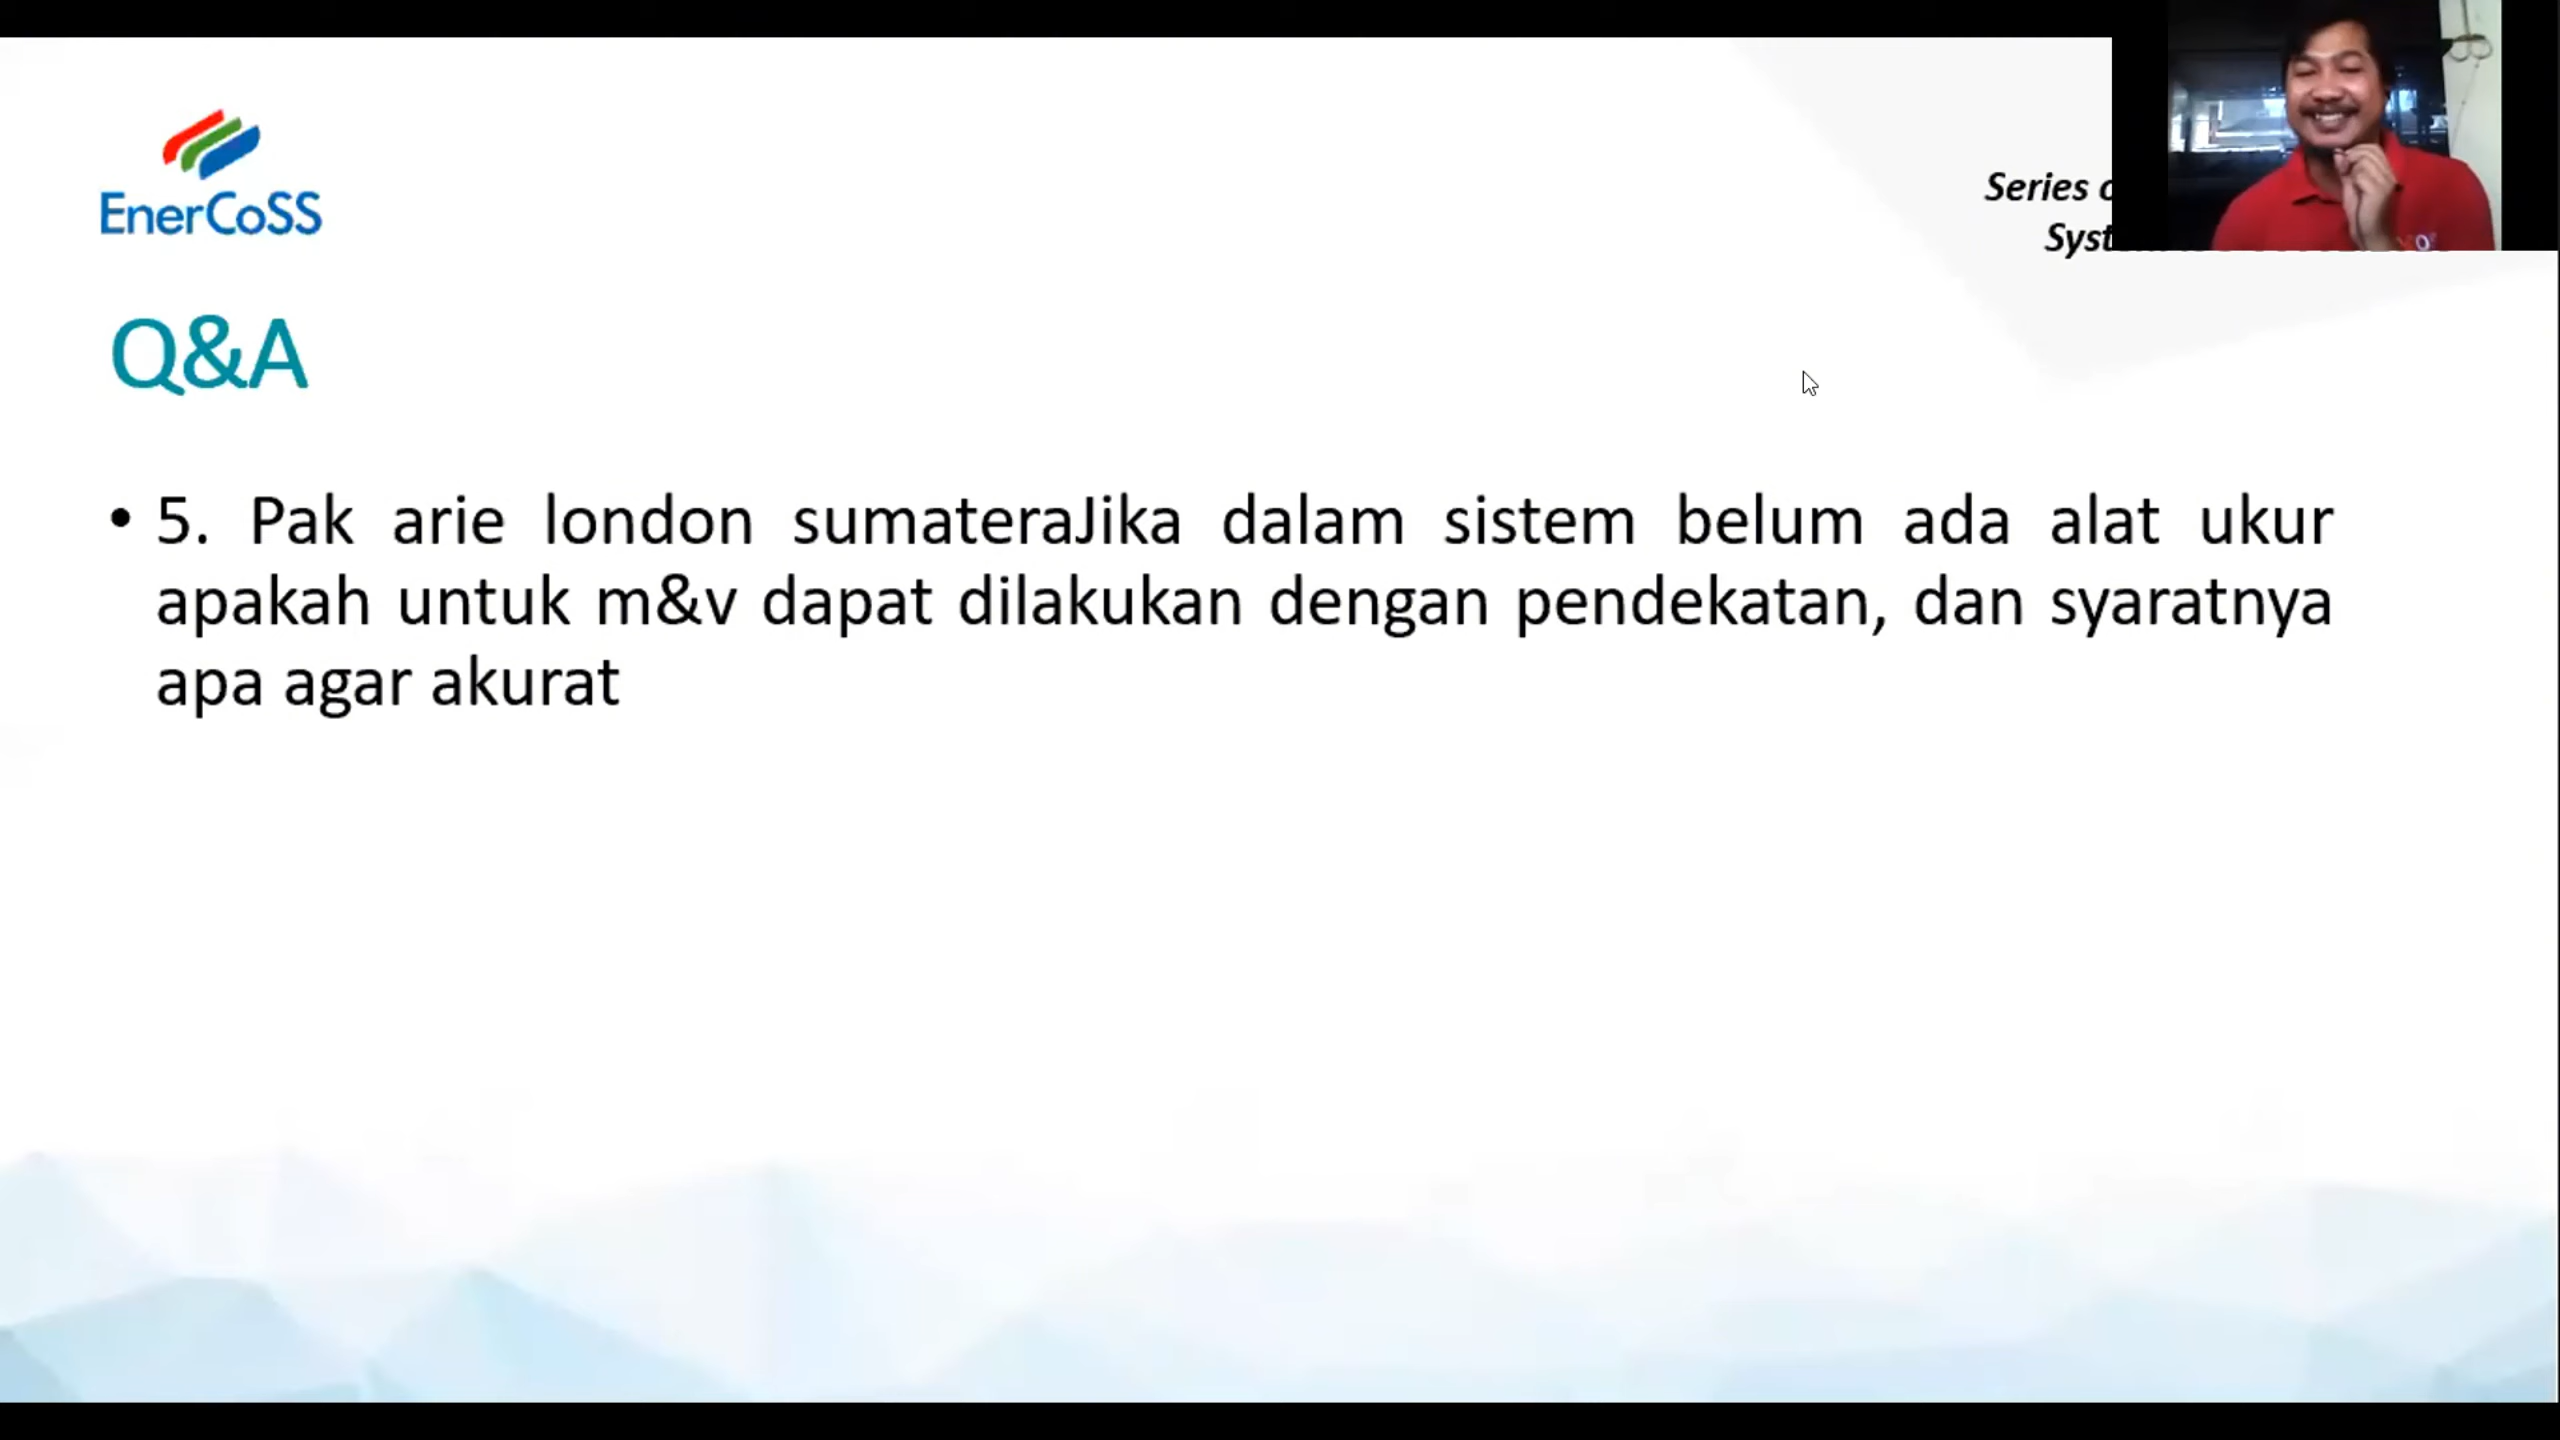 EnerCoSS
Series
Q&A
• 5. Pak arie london sumateraJika dalam sistem belum ada alat ukur
apakah untuk m&v dapat dilakukan dengan pendekatan, dan syaratnya
apa agar akurat